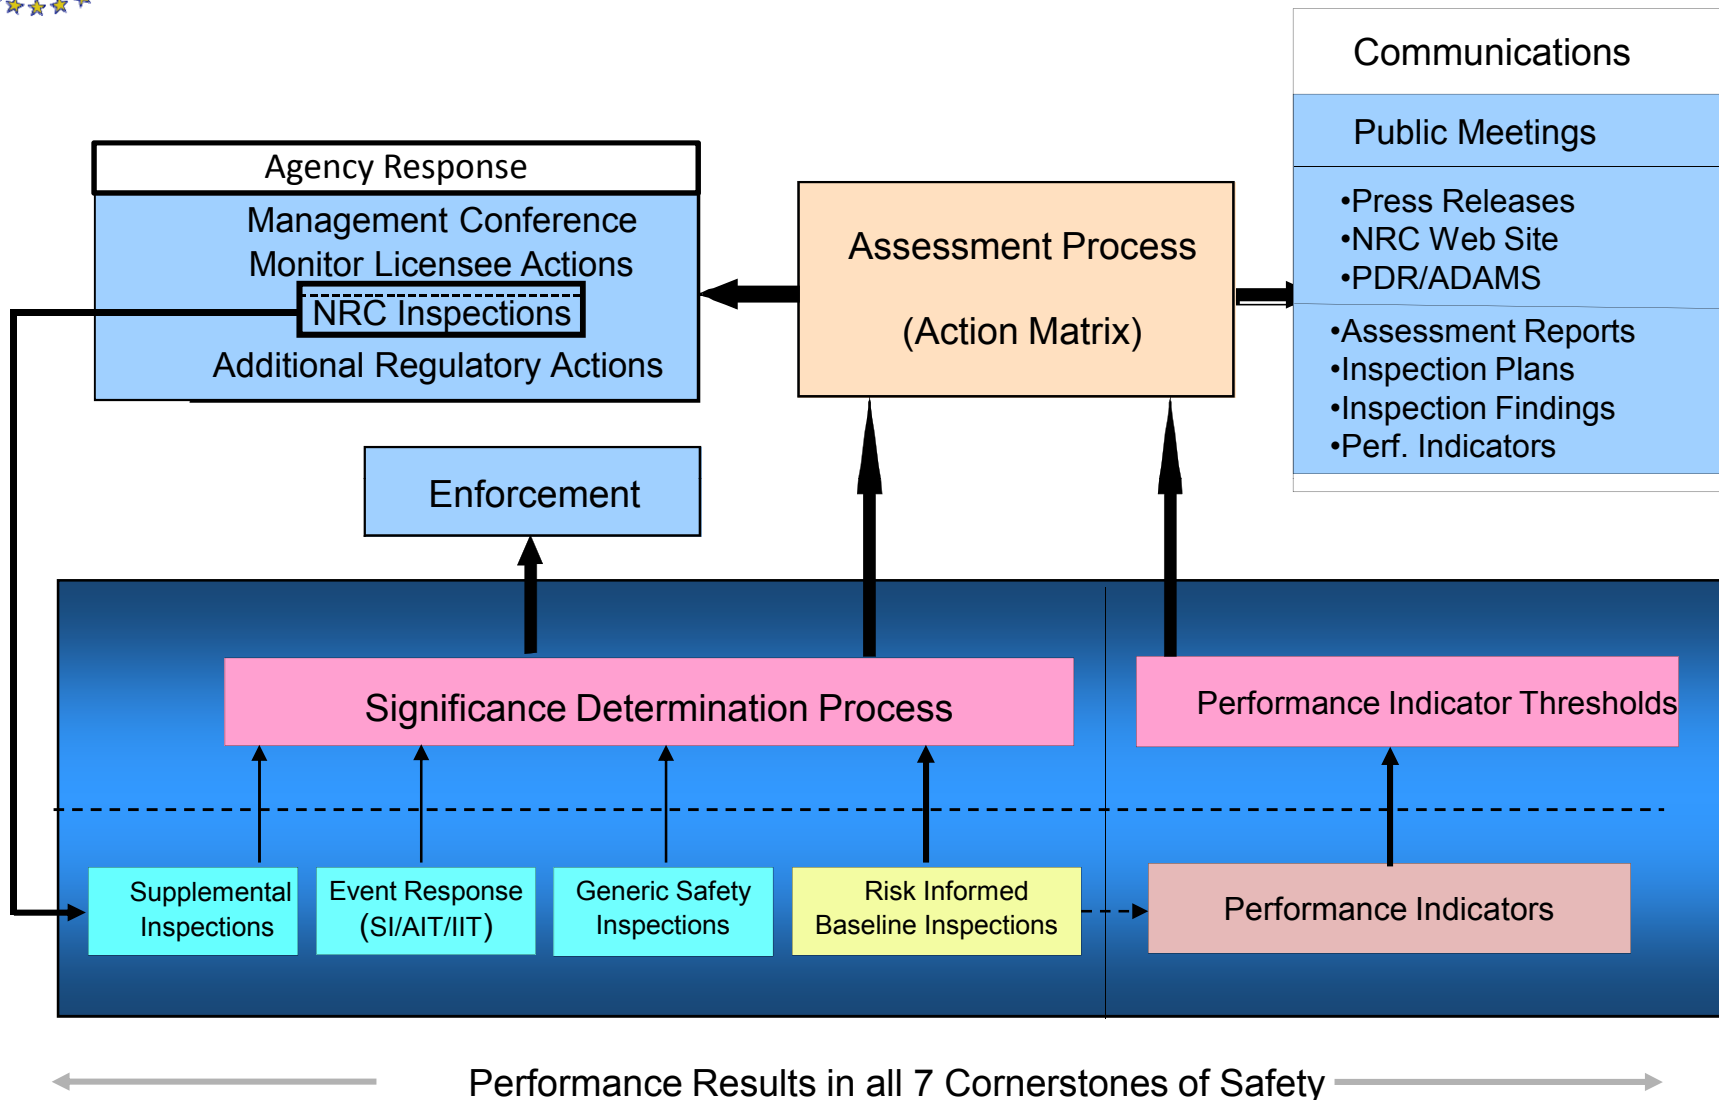 Communications
Public Meetings
•Press Releases
•NRC Web Site
•PDR/ADAMS
•Assessment Reports
•Inspection Plans
•Inspection Findings
•Perf. Indicators
Agency Response
Management Conference
Monitor Licensee Actions
NRC Inspections
Additional Regulatory Actions
Assessment Process
(Action Matrix)
Enforcement
Significance Determination Process
Performance Indicator Thresholds
Supplemental
Inspections
Event Response
(SI/AIT/IIT)
Generic Safety
Inspections
Risk Informed
Baseline Inspections
Performance Indicators
Performance Results in all 7 Cornerstones of Safety